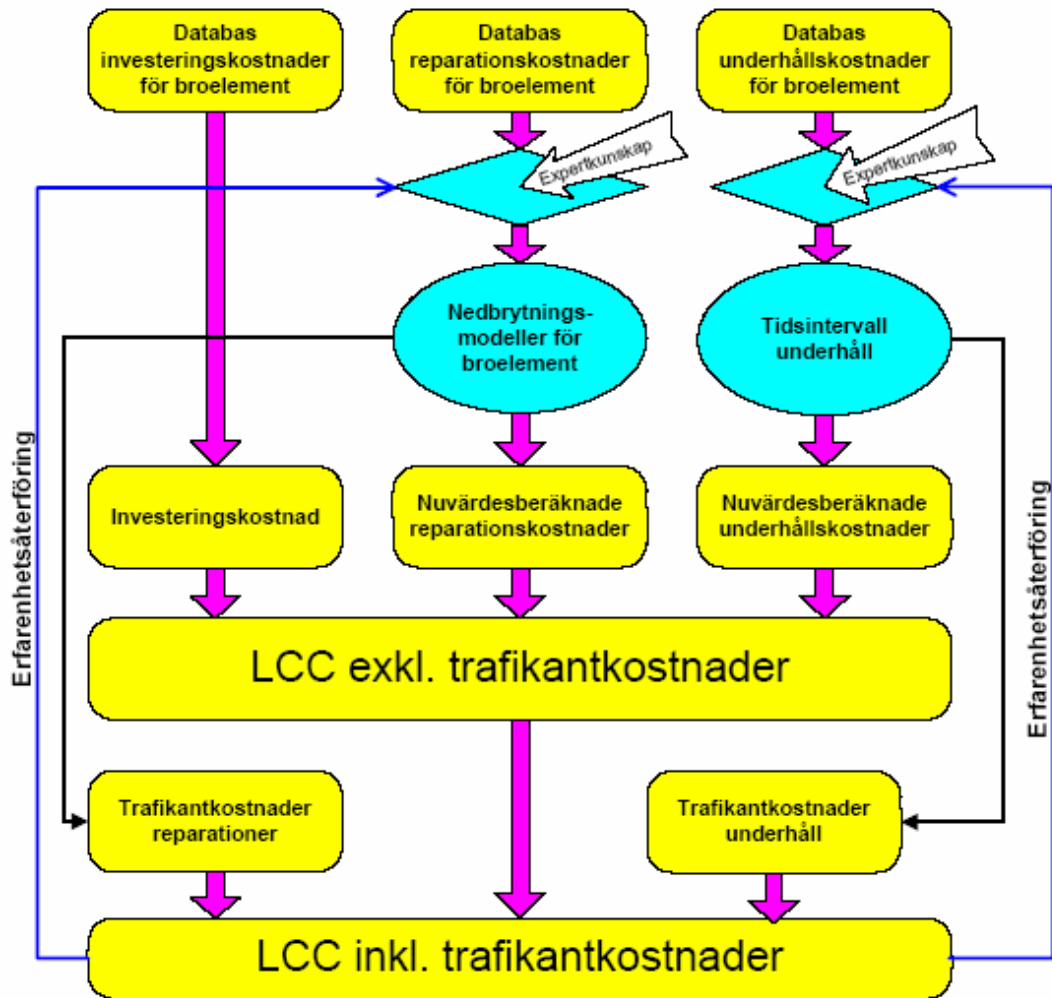 Databas
investeringskostnader
för broelement
Databas
reparationskostnader
för broelement
Databas
underhållskostnader
för broelement
Expertkunskap
Expertkunskap
Nedbrytnings-
modeller för
broelement
Tidsintervall
underhåll
Erfarenhetsåterföring
Erfarenhetsåterföring
Investeringskostnad
Nuvärdesberäknade
reparationskostnader
Nuvärdesberäknade
underhållskostnader
LCC exkl. trafikantkostnader
Trafikantkostnader
reparationer
Trafikantkostnader
underhåll
LCC inkl. trafikantkostnader